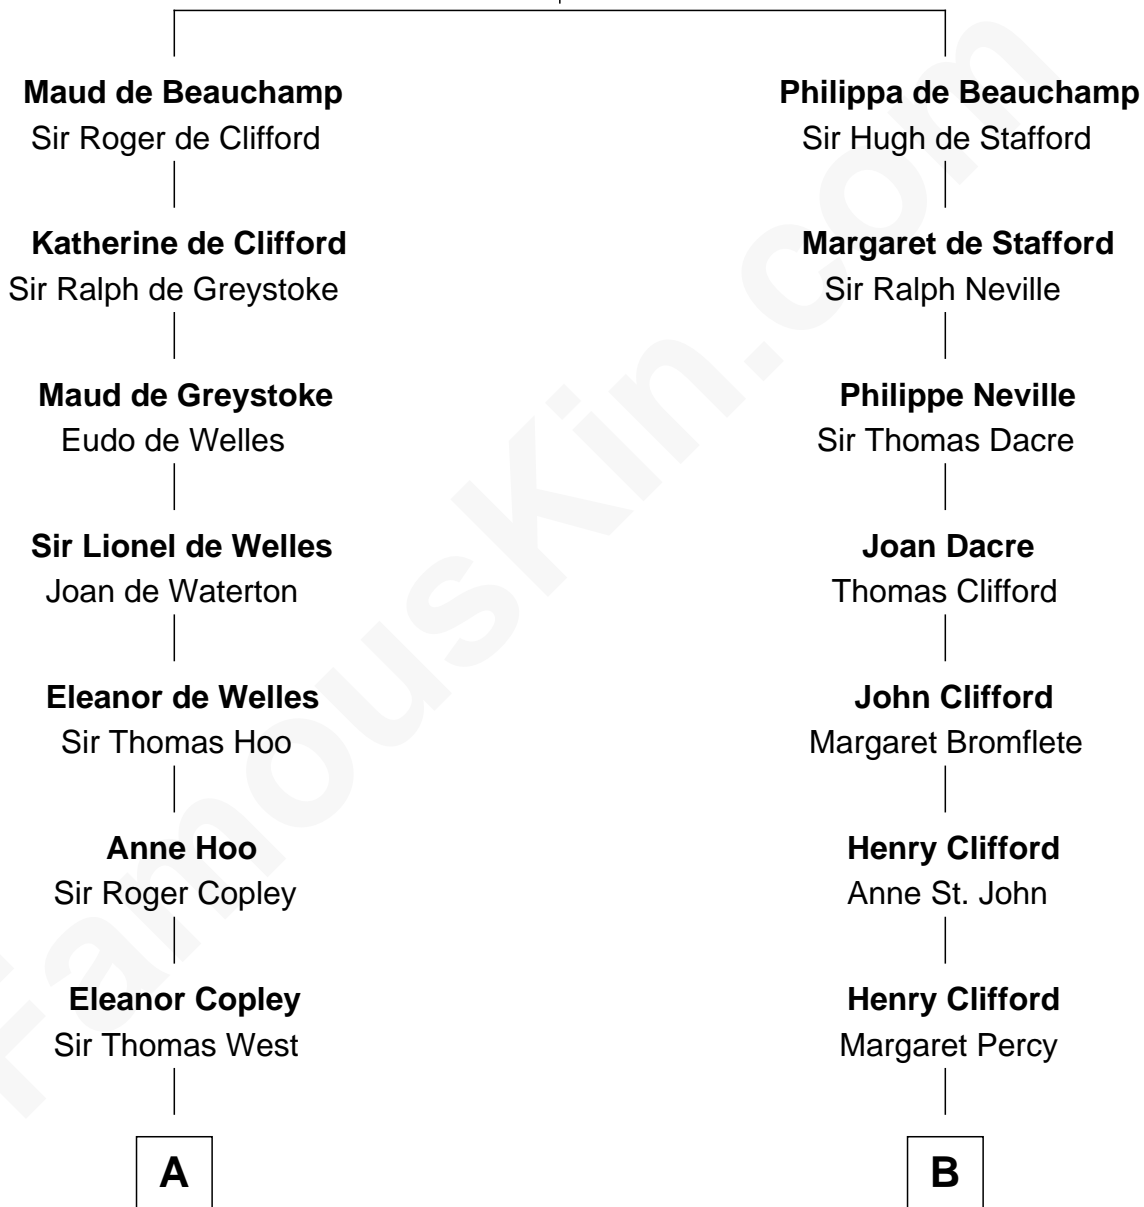 Maud de Beauchamp
Sir Roger de Clifford
Katherine de Clifford
Sir Ralph de Greystoke
Maud de Greystoke
Eudo de Welles
Sir Lionel de Welles
Joan de Waterton
Eleanor de Welles
Sir Thomas Hoo
Anne Hoo
Sir Roger Copley
Eleanor Copley
Sir Thomas West
A
Philippa de Beauchamp
Sir Hugh de Stafford
Margaret de Stafford
Sir Ralph Neville
Philippe Neville
Sir Thomas Dacre
Joan Dacre
Thomas Clifford
John Clifford
Margaret Bromflete
Henry Clifford
Anne St. John
Henry Clifford
Margaret Percy
B
FamousKin.com